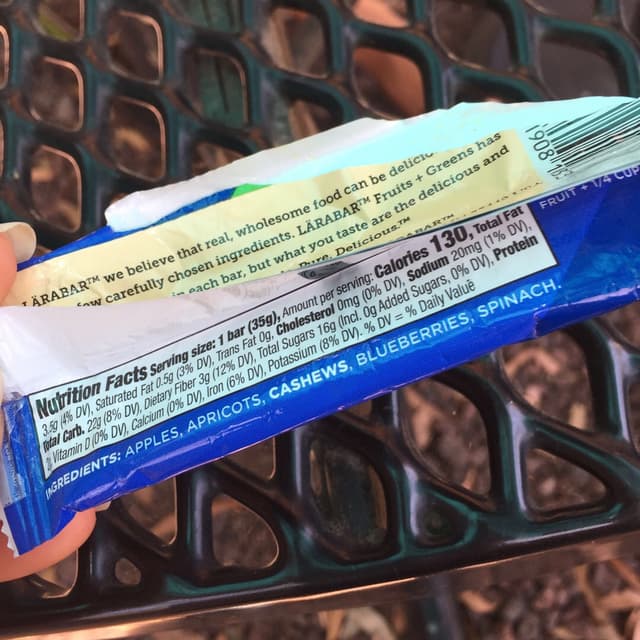 LÄRABAR™ we believe that real, wholesome food can be
few carefully chosen ingredients. LÄRABAR™ Fruits + Greens has
in each bar, but what you taste are the delicious and
Pure. Delicious.™
LÄRABAR™
1908
FRUIT + 1/4 CUP
Nutrition Facts Serving size: 1 bar (35g), Amount per serving: Calories 130, Total Fat
3.5g (4% DV), Saturated Fat 0.5g (3% DV), Trans Fat 0g, Cholesterol 0mg (0% DV), Sodium 20mg (1% DV),
Total Carb. 22g (8% DV), Dietary Fiber 3g (12% DV), Total Sugars 16g (Incl. 0g Added Sugars, 0% DV), Protein
Vitamin D (0% DV), Calcium (0% DV), Iron (6% DV), Potassium (8% DV). % DV = % Daily Value
INGREDIENTS: APPLES, APRICOTS, CASHEWS, BLUEBERRIES, SPINACH.